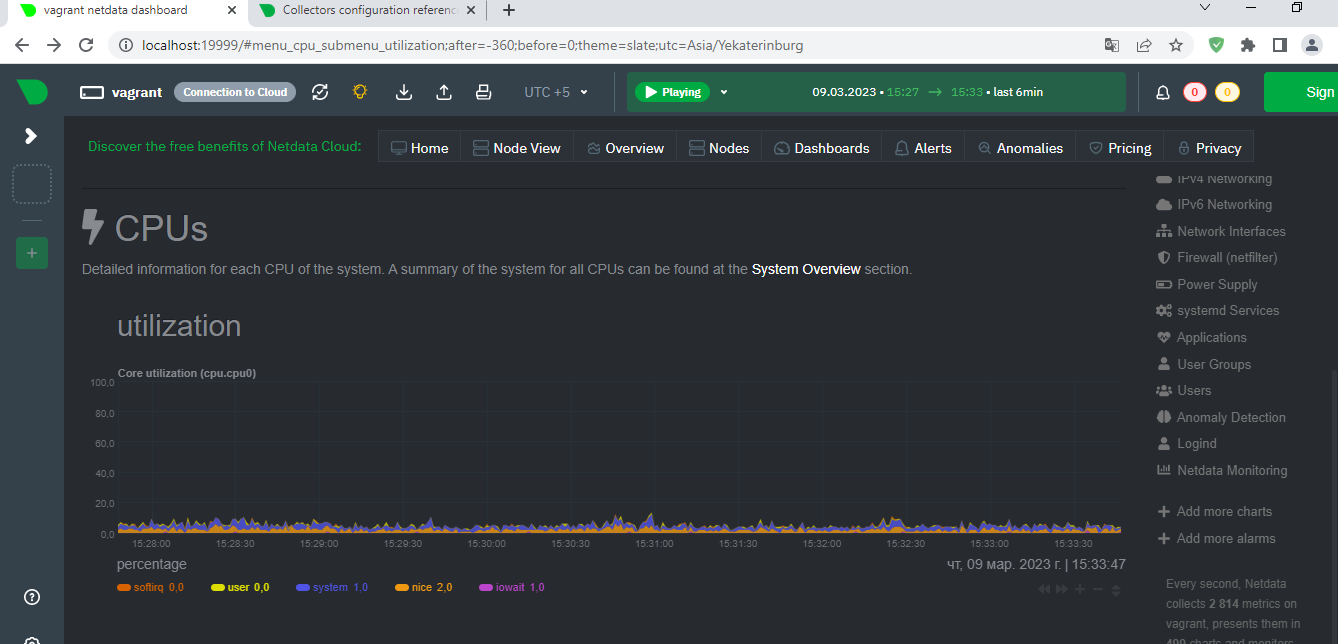 vagrant netdata dashboard
Collectors configuration referenc
localhost:19999/#menu_cpu_submenu_utilization;after=-360;before=0;theme=slate;utc=Asia/Yekaterinburg
vagrant Connection to Cloud UTC +5 Playing 09.03.2023 • 15:27 → 15:33 • last 6min 0 0 Sign
Discover the free benefits of Netdata Cloud: Home Node View Overview Nodes Dashboards Alerts Anomalies Pricing Privacy
CPUs
Detailed information for each CPU of the system. A summary of the system for all CPUs can be found at the System Overview section.
utilization
Core utilization (cpu.cpu0)
100,0
80,0
60,0
40,0
20,0
0,0
15:28:00 15:28:30 15:29:00 15:29:30 15:30:00 15:30:30 15:31:00 15:31:30 15:32:00 15:32:30 15:33:00 15:33:30
percentage чт, 09 мар. 2023 г. | 15:33:47
softirq 0,0 user 0,0 system 1,0 nice 2,0 iowait 1,0
IPv4 Networking
IPv6 Networking
Network Interfaces
Firewall (netfilter)
Power Supply
systemd Services
Applications
User Groups
Users
Anomaly Detection
Logind
Netdata Monitoring
Add more charts
Add more alarms
Every second, Netdata
collects 2 814 metrics on
vagrant, presents them in
499 charts and monitors